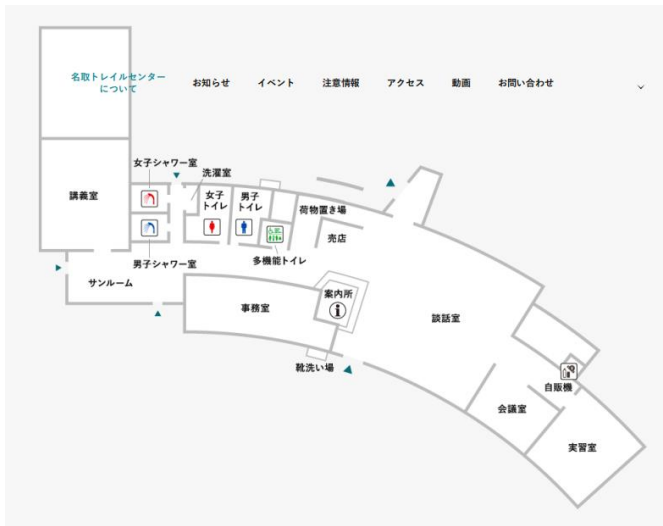 名取トレイルセンター
について
お知らせ
イベント
注意情報
アクセス
動画
お問い合わせ
女子シャワー室
洗濯室
講義室
女子
トイレ
男子
トイレ
荷物置き場
売店
男子シャワー室
多機能トイレ
サンルーム
事務室
案内所
談話室
靴洗い場
自販機
会議室
実習室